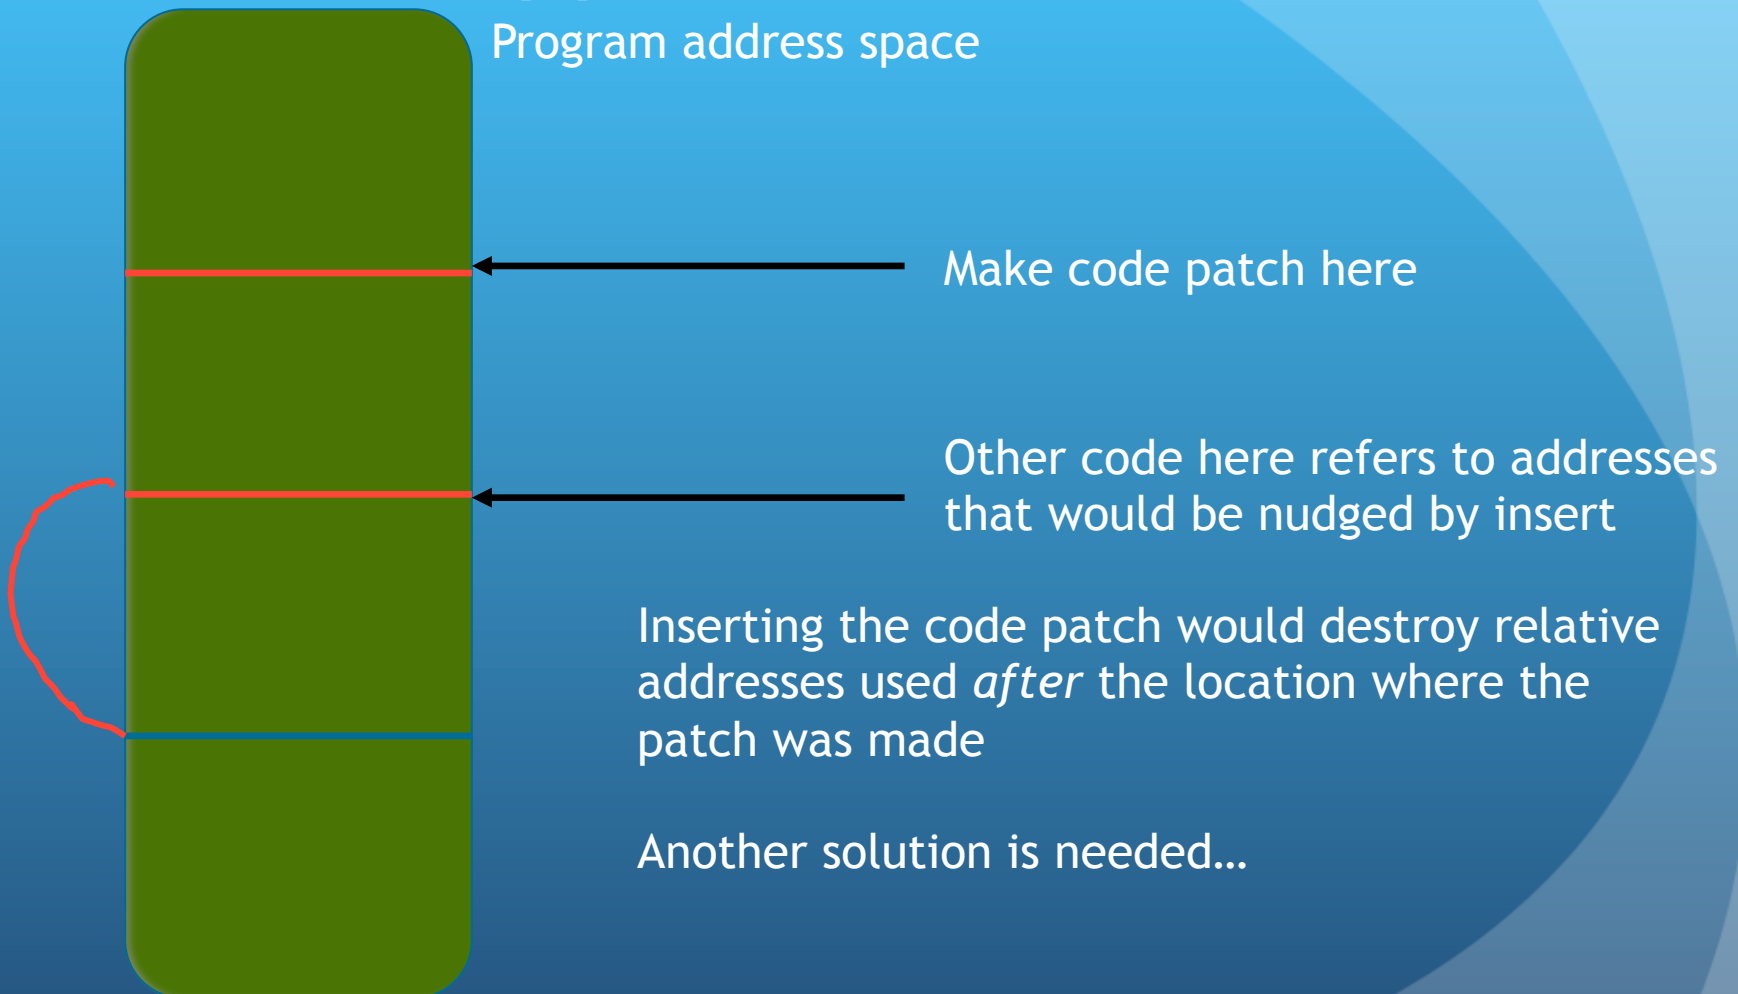 Program address space
Make code patch here
Other code here refers to addresses
that would be nudged by insert
Inserting the code patch would destroy relative
addresses used after the location where the
patch was made
Another solution is needed…